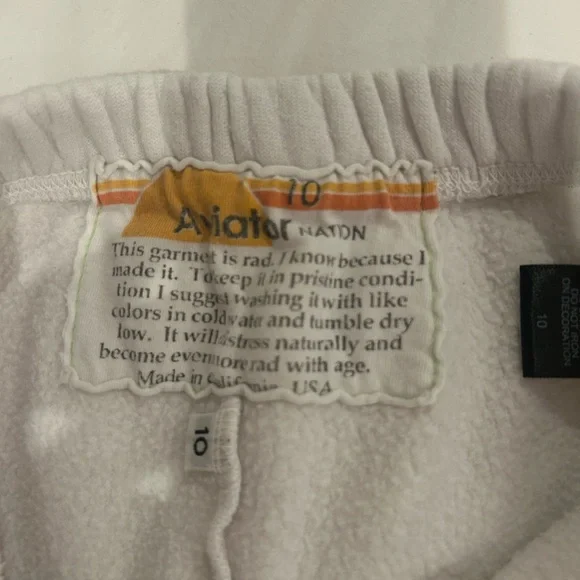 10
Aviator NATION
This garment is rad. I know because I
made it. To keep it in pristine condi-
tion I suggest washing it with like
colors in cold water and tumble dry
low. It will distress naturally and
become even more rad with age.
Made in California, USA
10
ON DECORATION
10